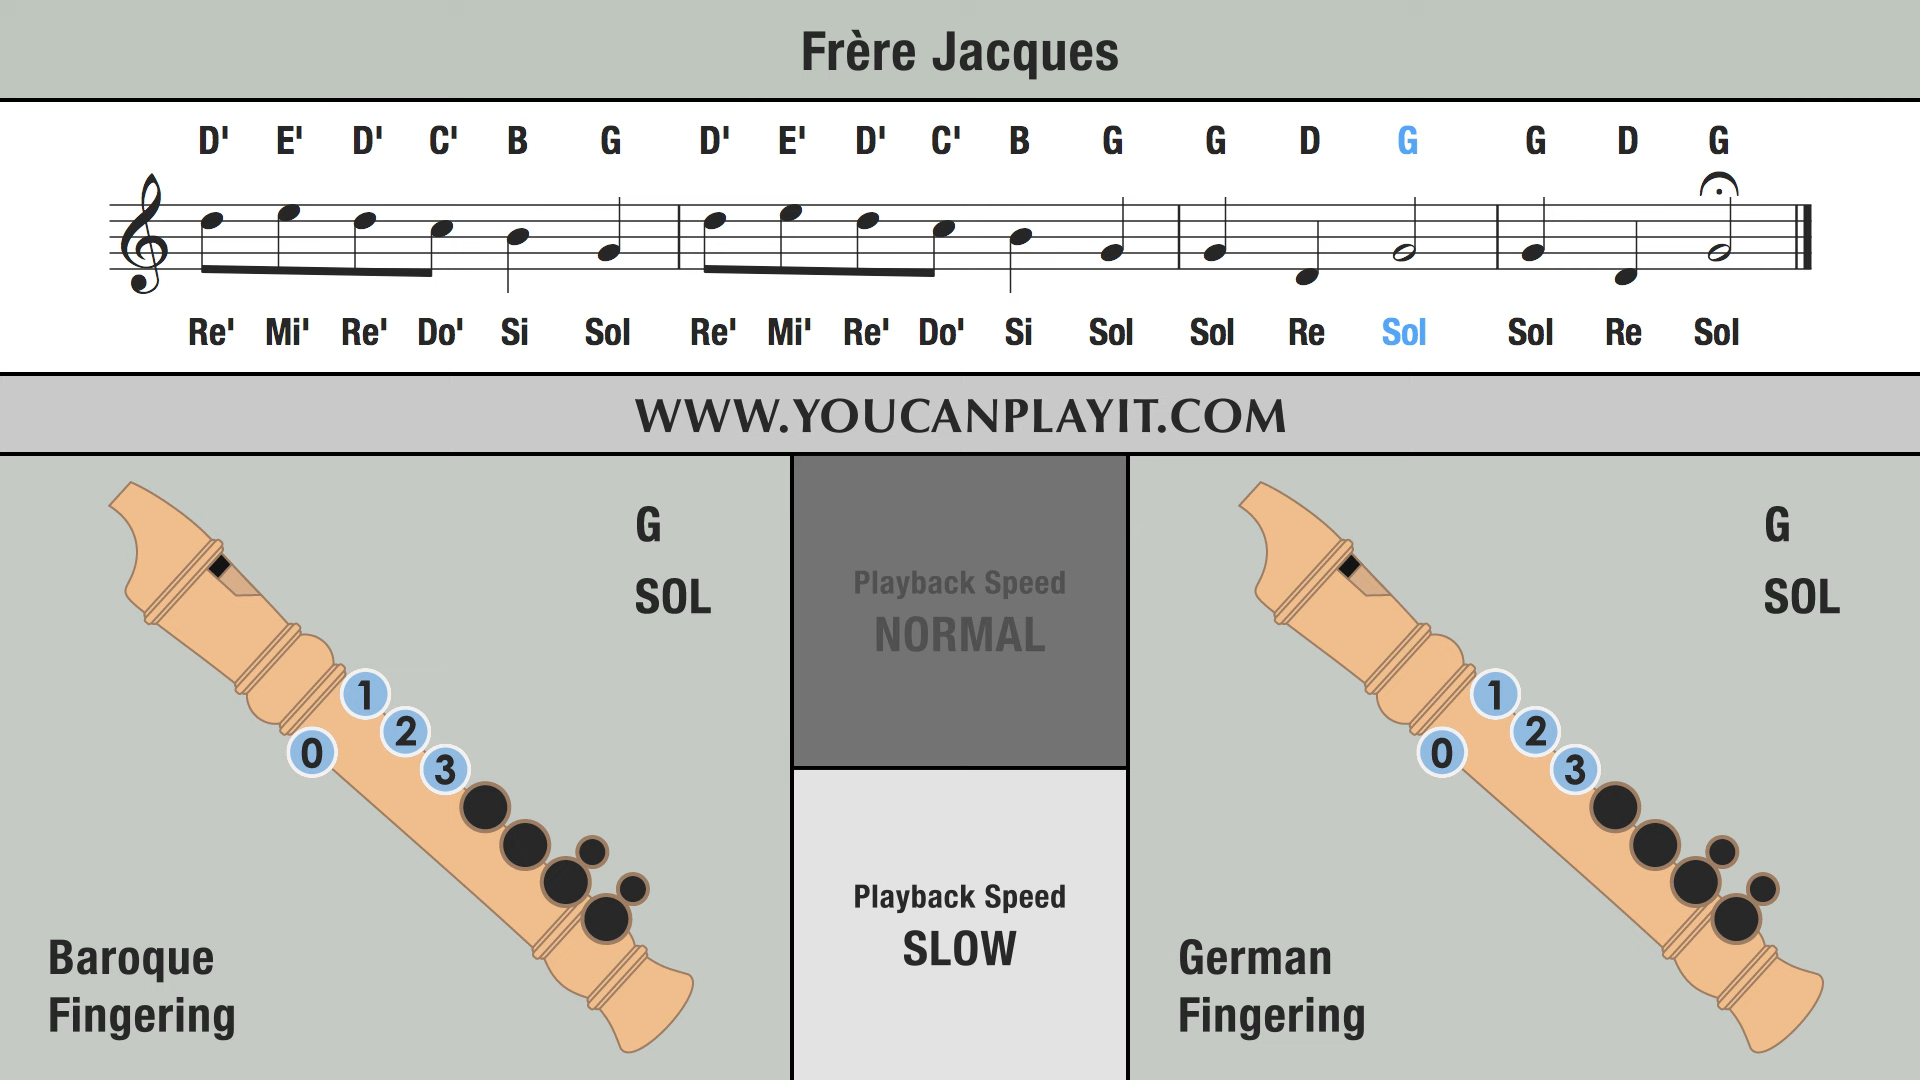 Frère Jacques
D' E' D' C' B G D' E' D' C' B G G D G G D G
Re' Mi' Re' Do' Si Sol Re' Mi' Re' Do' Si Sol Sol Re Sol Sol Re Sol
WWW.YOUCANPLAYIT.COM
G
SOL
1
2
3
0
Baroque
Fingering
Playback Speed
NORMAL
Playback Speed
SLOW
G
SOL
1
2
3
0
German
Fingering